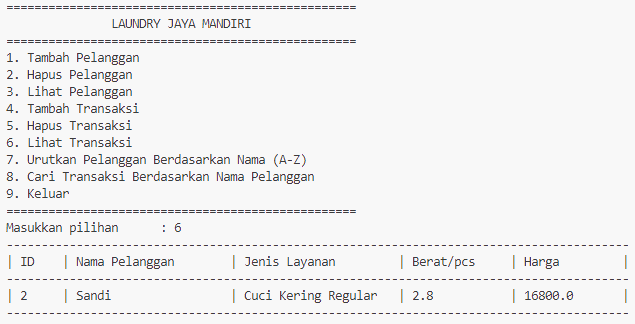 ==================================================
LAUNDRY JAYA MANDIRI
==================================================
1. Tambah Pelanggan
2. Hapus Pelanggan
3. Lihat Pelanggan
4. Tambah Transaksi
5. Hapus Transaksi
6. Lihat Transaksi
7. Urutkan Pelanggan Berdasarkan Nama (A-Z)
8. Cari Transaksi Berdasarkan Nama Pelanggan
9. Keluar
==================================================
Masukkan pilihan      : 6
-----------------------------------------------------------------------------------------
| ID    | Nama Pelanggan        | Jenis Layanan         | Berat/pcs     | Harga         |
-----------------------------------------------------------------------------------------
| 2     | Sandi                 | Cuci Kering Regular   | 2.8           | 16800.0       |
-----------------------------------------------------------------------------------------